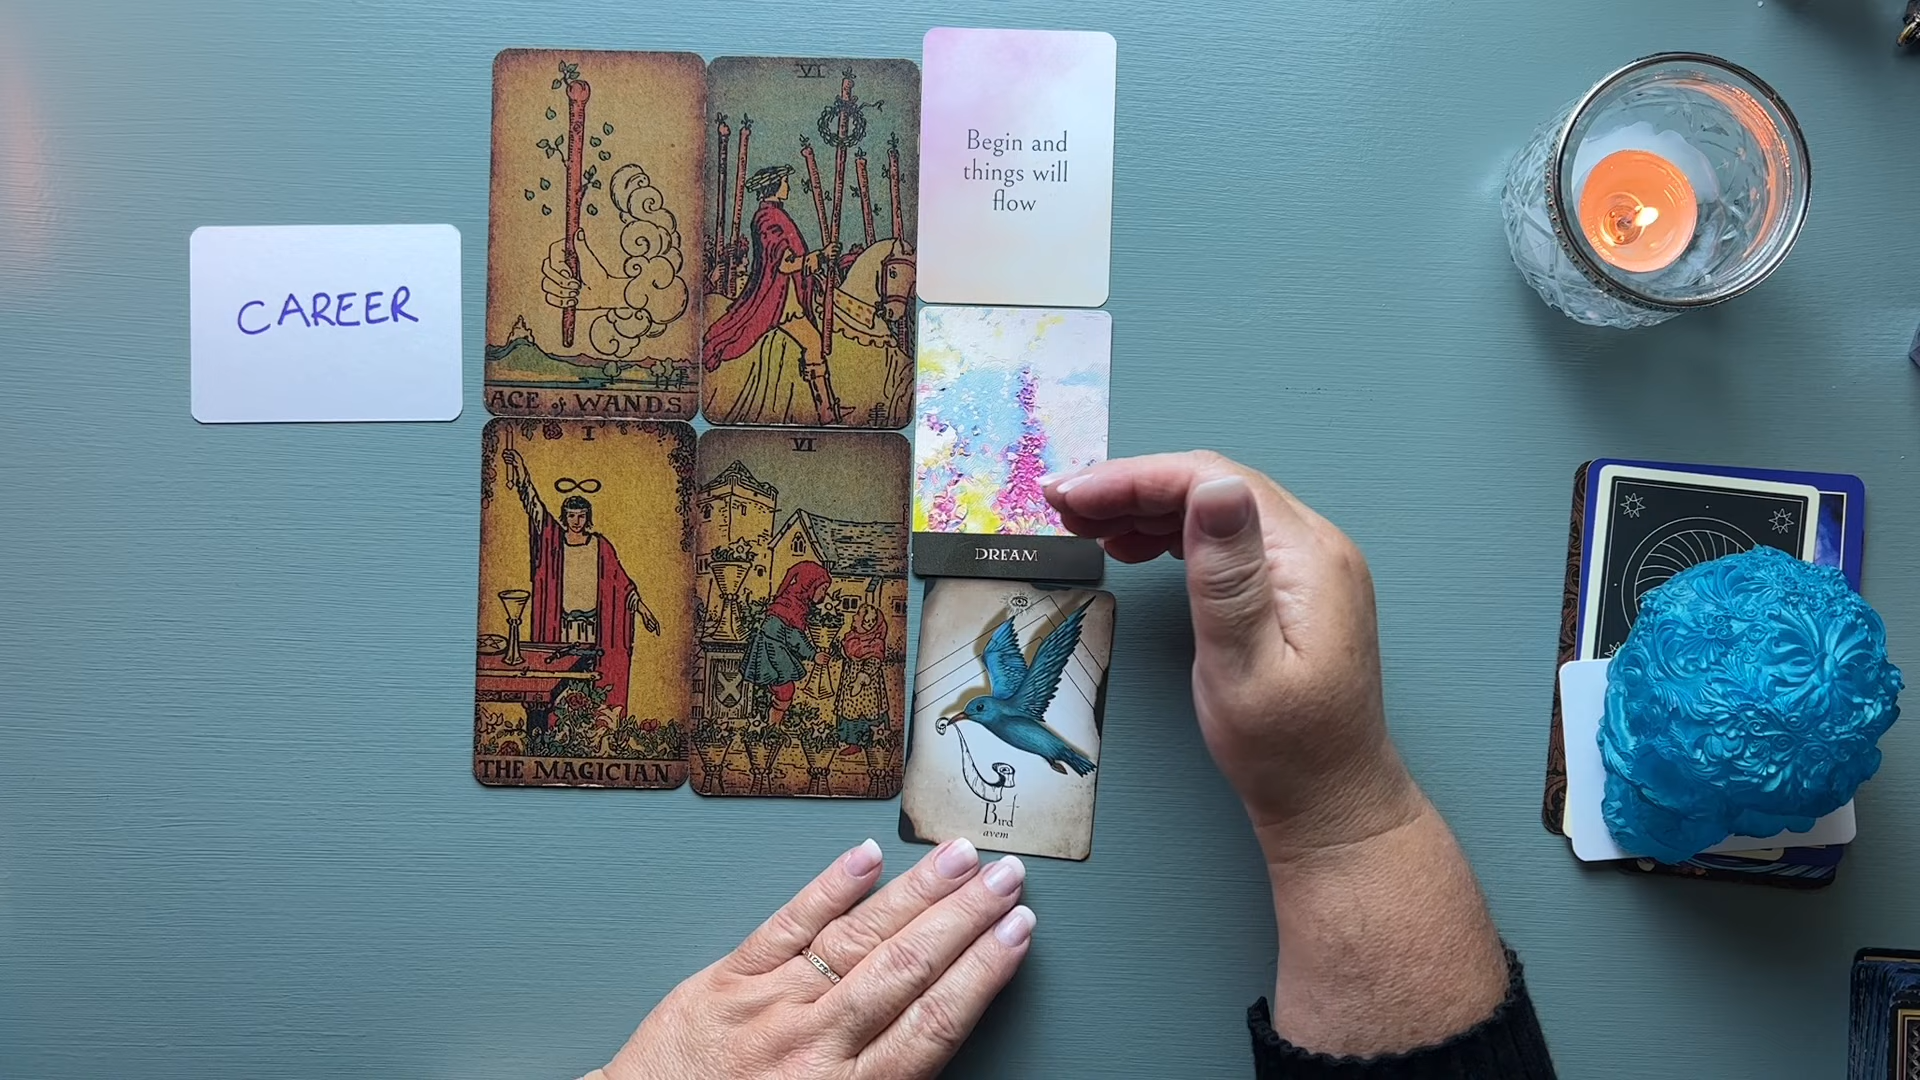 CAREER
ACE of WANDS
VI
Begin and
things will
flow
I
THE MAGICIAN
VI
DREAM
Bird
avem